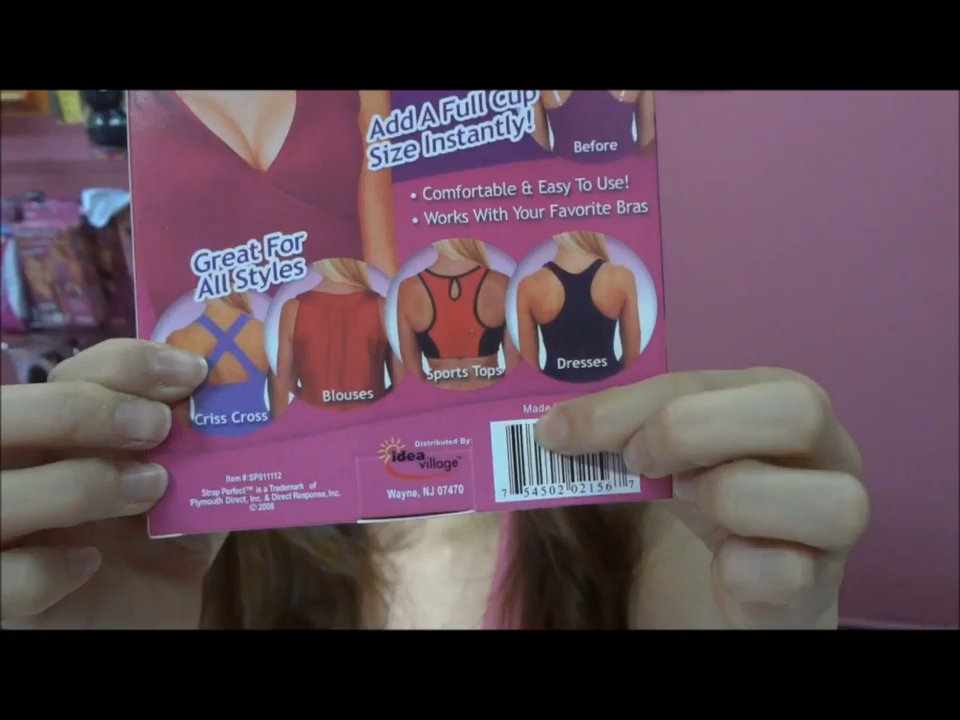 Add A Full Cup
Size Instantly!
Before
• Comfortable & Easy To Use!
• Works With Your Favorite Bras
Great For
All Styles
Criss Cross
Blouses
Sports Tops
Dresses
Made
Distributed By:
idea
village™
Wayne, NJ 07470
Item #:SP011112
Strap Perfect™ is a Trademark of
Plymouth Direct, Inc. & Direct Response, Inc.
© 2008
7 54502 02156 7